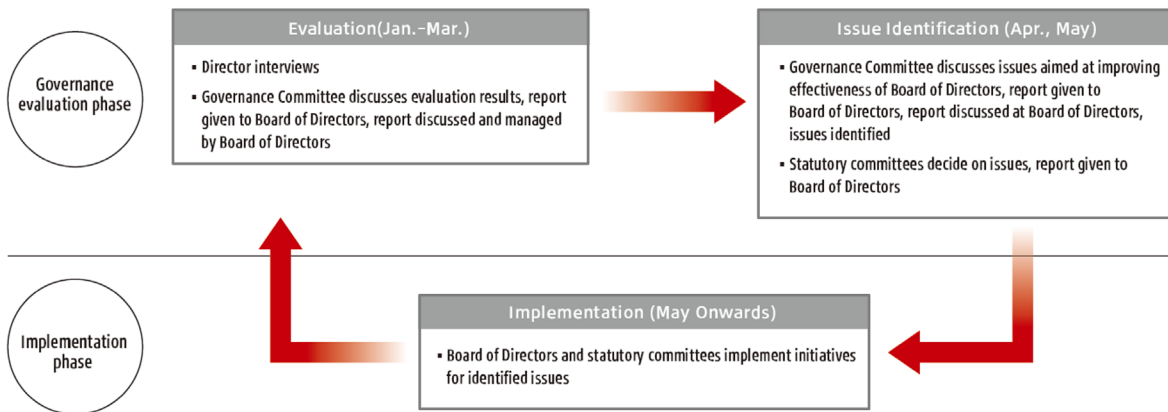 Governance
evaluation phase
Evaluation(Jan.–Mar.)
▪ Director interviews
▪ Governance Committee discusses evaluation results, report
given to Board of Directors, report discussed and managed
by Board of Directors
Issue Identification (Apr., May)
▪ Governance Committee discusses issues aimed at improving
effectiveness of Board of Directors, report given to
Board of Directors, report discussed at Board of Directors,
issues identified
▪ Statutory committees decide on issues, report given to
Board of Directors
Implementation
phase
Implementation (May Onwards)
▪ Board of Directors and statutory committees implement initiatives
for identified issues